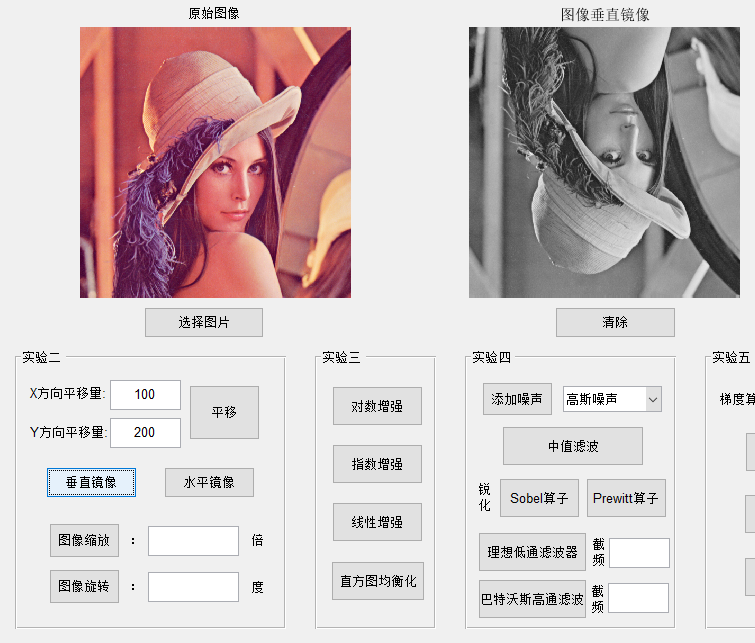 原始图像
图像垂直镜像
选择图片
清除
实验二
X方向平移量:
100
平移
Y方向平移量:
200
垂直镜像
水平镜像
图像缩放
:
倍
图像旋转
:
度
实验三
对数增强
指数增强
线性增强
直方图均衡化
实验四
添加噪声
高斯噪声
中值滤波
锐化
Sobel算子
Prewitt算子
理想低通滤波器
截频
巴特沃斯高通滤波
截频
实验五
梯度算